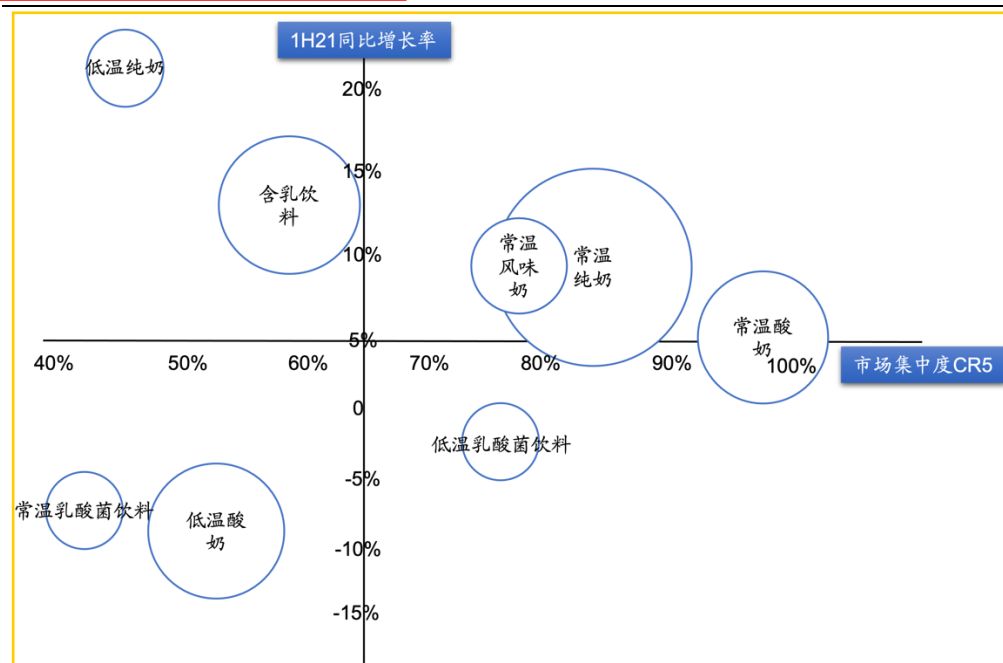 1H21同比增长率
低温纯奶
20%
15%
含乳饮
料
10%
常温
风味
奶
常温
纯奶
常温酸
奶
5%
40%
50%
60%
70%
80%
90%
100%
市场集中度CR5
0
低温乳酸菌饮料
-5%
常温乳酸菌饮料
低温酸
奶
-10%
-15%